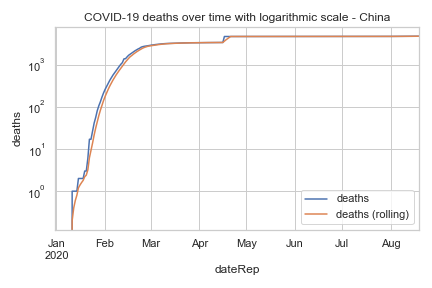 COVID-19 deaths over time with logarithmic scale - China
deaths
10³
10²
10¹
10⁰
deaths
deaths (rolling)
Jan Feb Mar Apr May Jun Jul Aug
2020
dateRep